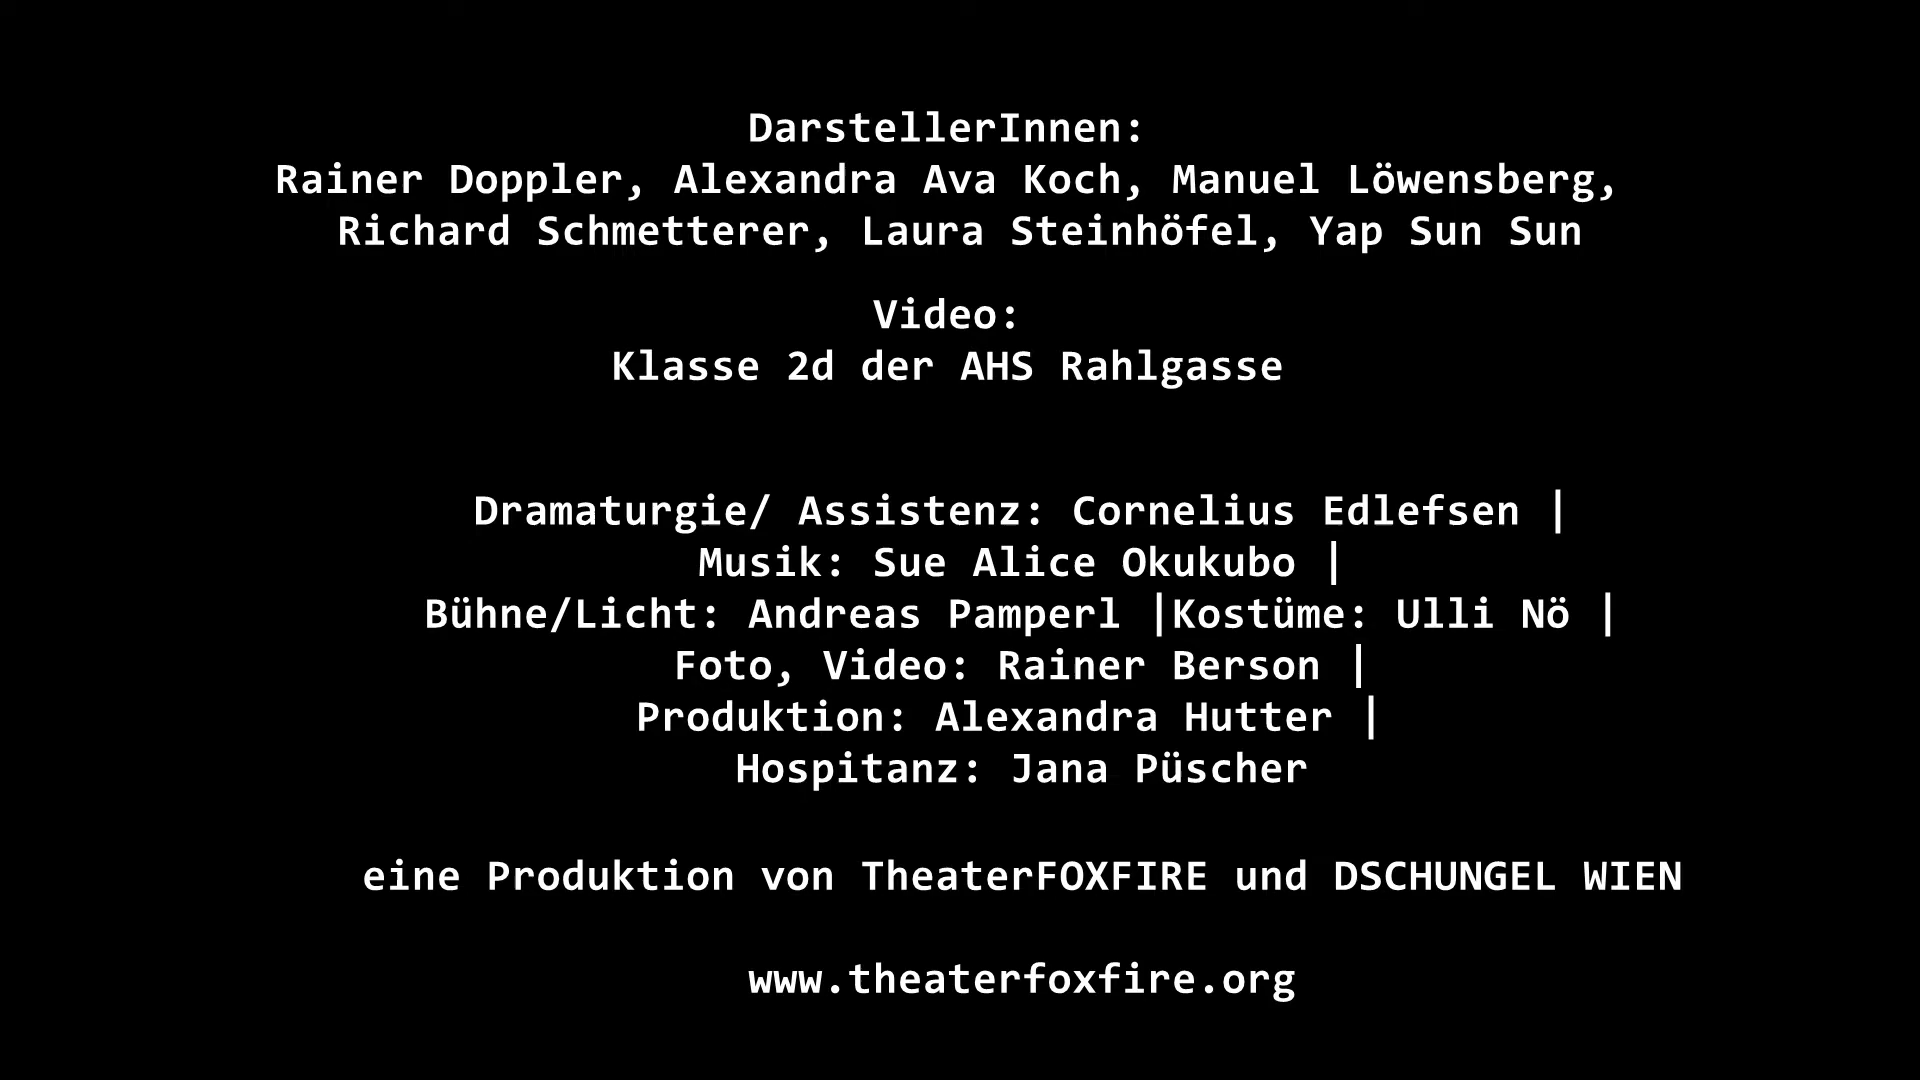 DarstellerInnen:
Rainer Doppler, Alexandra Ava Koch, Manuel Löwensberg,
Richard Schmetterer, Laura Steinhöfel, Yap Sun Sun
Video:
Klasse 2d der AHS Rahlgasse
Dramaturgie/ Assistenz: Cornelius Edlefsen |
Musik: Sue Alice Okukubo |
Bühne/Licht: Andreas Pamperl |Kostüme: Ulli Nö |
Foto, Video: Rainer Berson |
Produktion: Alexandra Hutter |
Hospitanz: Jana Püscher
eine Produktion von TheaterFOXFIRE und DSCHUNGEL WIEN
www.theaterfoxfire.org